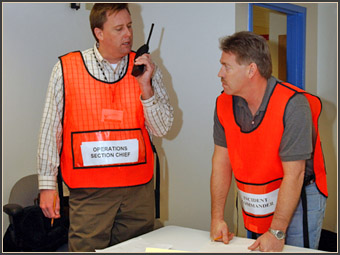 OPERATIONS
SECTION CHIEF
INCIDENT
COMMANDER